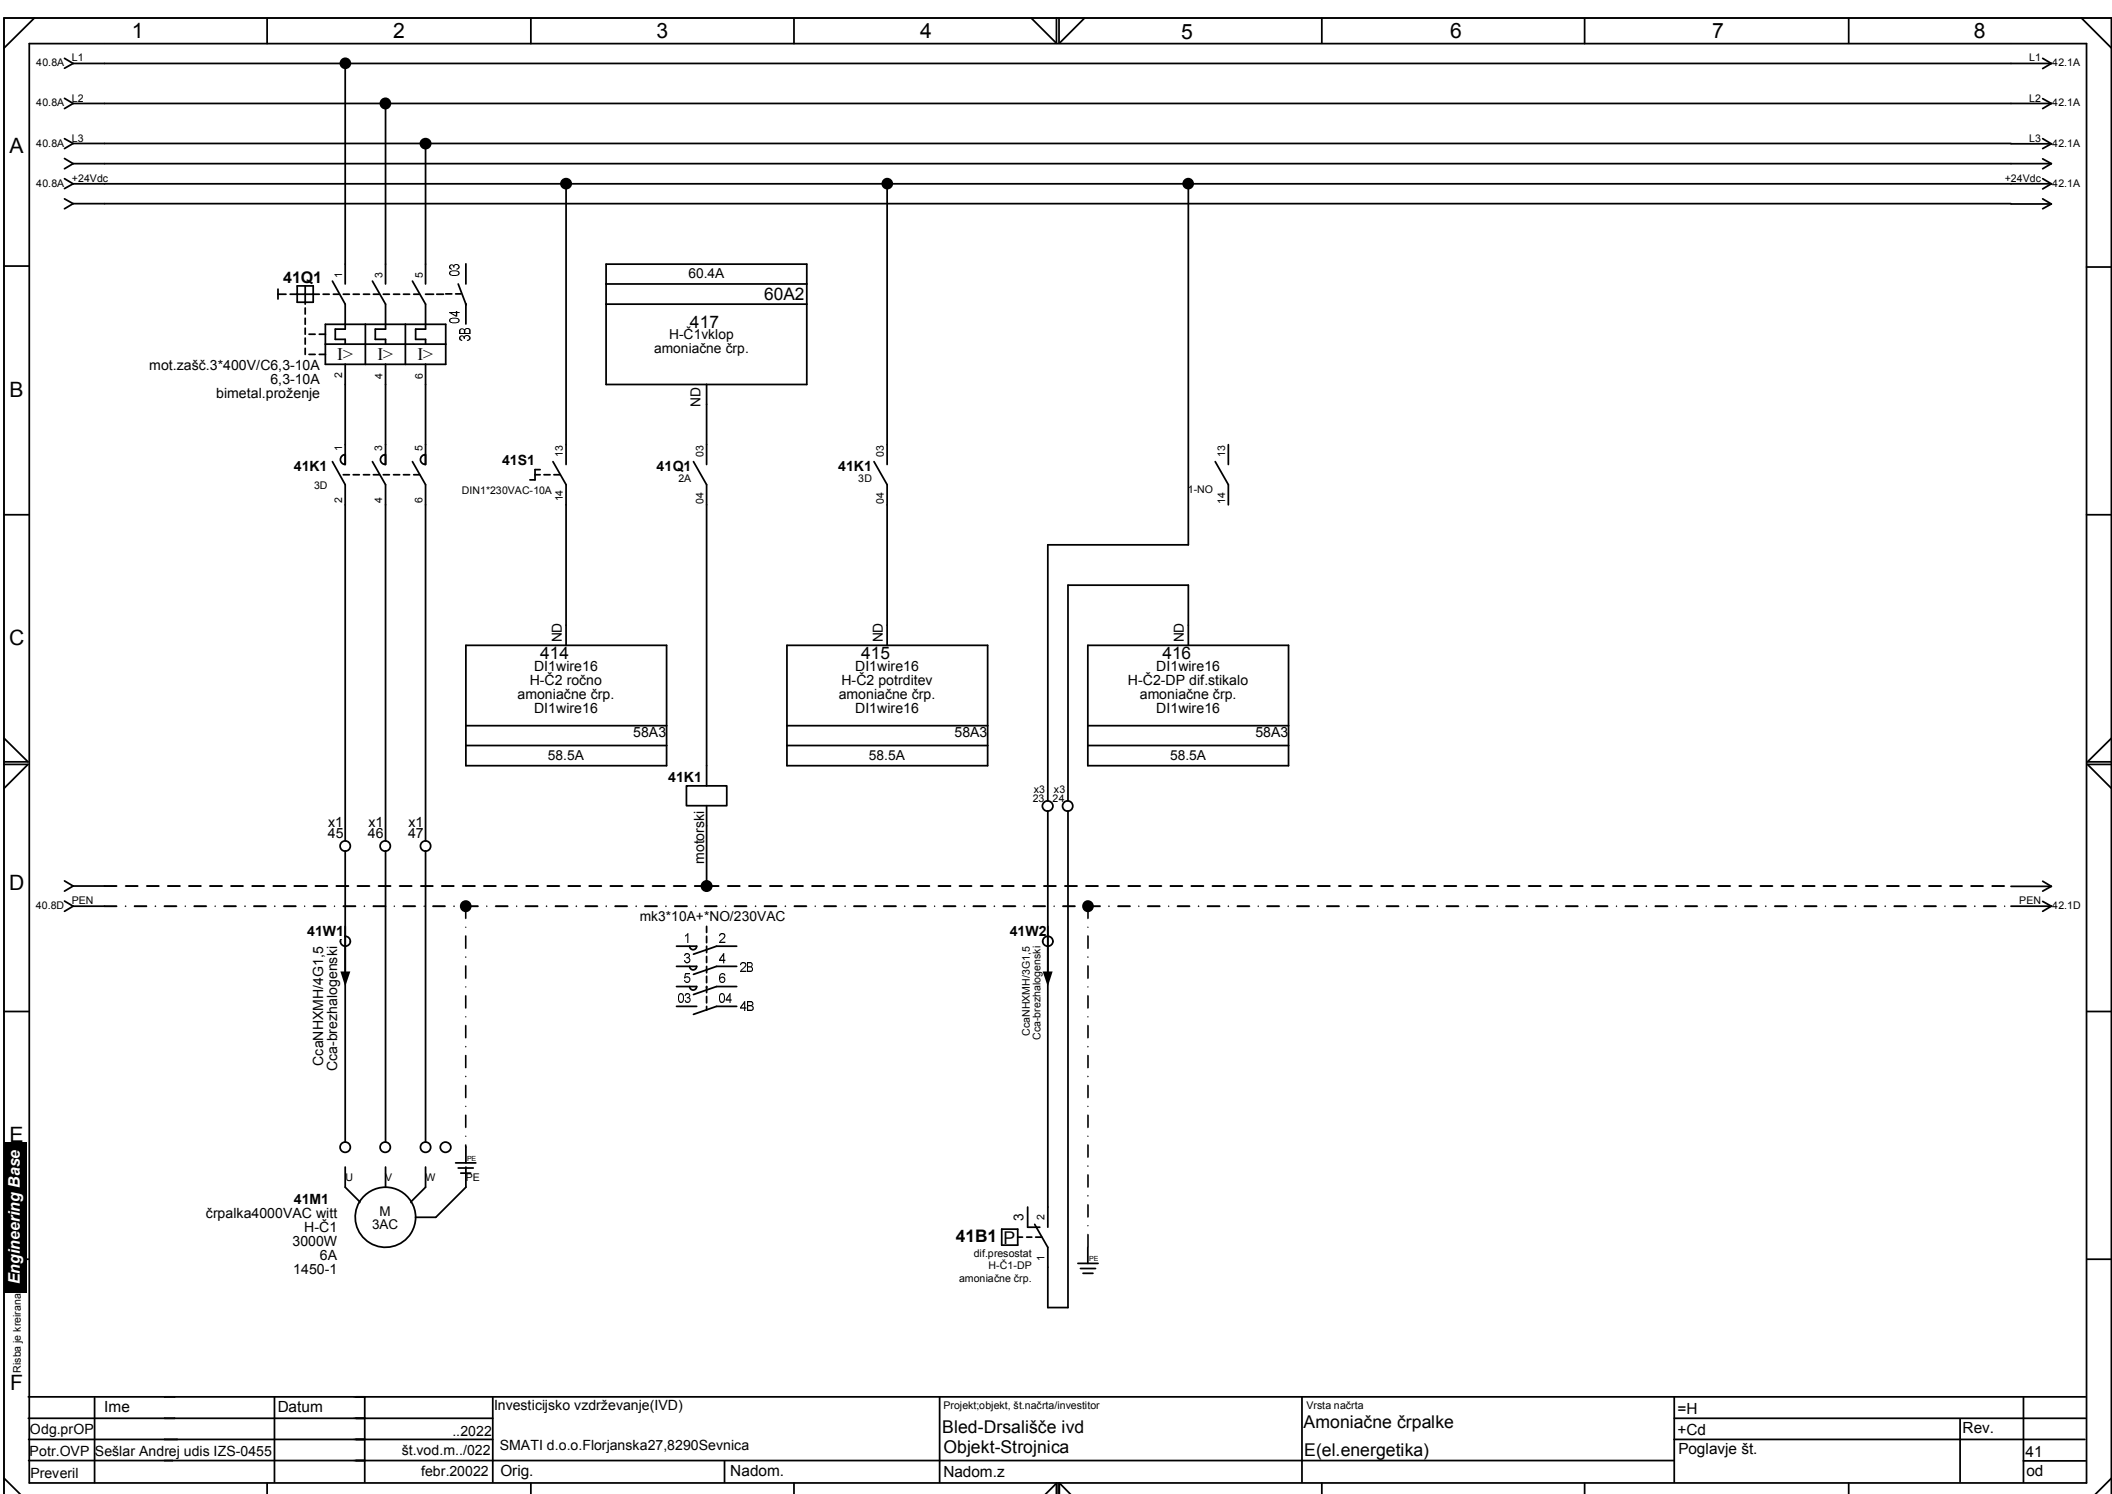 1 2 3 4 5 6 7 8
40.8A L1 L1 42.1A
40.8A L2 L2 42.1A
A
40.8A L3 L3 42.1A
40.8A +24Vdc +24Vdc 42.1A
41Q1
1 3 5 03
04
3B
I> I> I>
2 4 6
mot.zašč.3*400V/C6,3-10A
6,3-10A
bimetal.proženje
60.4A
60A2
417
H-Č1vklop
amoniačne črp.
ND
B
41K1
3D
1 3 5
2 4 6
41S1
DIN1*230VAC-10A
13
14
41Q1
2A
03
04
41K1
3D
03
04
1-NO
13
14
C
ND
414
DI1wire16
H-Č2 ročno
amoniačne črp.
DI1wire16
58A3
58.5A
ND
415
DI1wire16
H-Č2 potrditev
amoniačne črp.
DI1wire16
58A3
58.5A
ND
416
DI1wire16
H-Č2-DP dif.stikalo
amoniačne črp.
DI1wire16
58A3
58.5A
41K1
motorski
x1 x1 x1
45 46 47
x3 x3
23 24
D
40.8D PEN PEN 42.1D
mk3*10A+*NO/230VAC
1 2
3 4 2B
5 6
03 04 4B
41W1
CcaNHXMH/4G1,5
Cca-brezhalogenski
41W2
CcaNHXMH/3G1,5
Cca-brezhalogenski
E
PE
U V W PE
41M1
črpalka4000VAC witt
H-Č1
3000W
6A
1450-1
M
3AC
41B1 P
3 2
1
dif.presostat
H-Č1-DP
amoniačne črp.
PE
Engineering Base
Risba je kreirana
F
Ime Datum Investicijsko vzdrževanje(IVD) Projekt;objekt, št.načrta/investitor Vrsta načrta =H
Odg.prOP ..2022 Bled-Drsališče ivd Amoniačne črpalke +Cd Rev.
Potr.OVP Sešlar Andrej udis IZS-0455 št.vod.m../022 SMATI d.o.o.Florjanska27,8290Sevnica Objekt-Strojnica E(el.energetika) Poglavje št. 41
Preveril febr.20022 Orig. Nadom. Nadom.z od